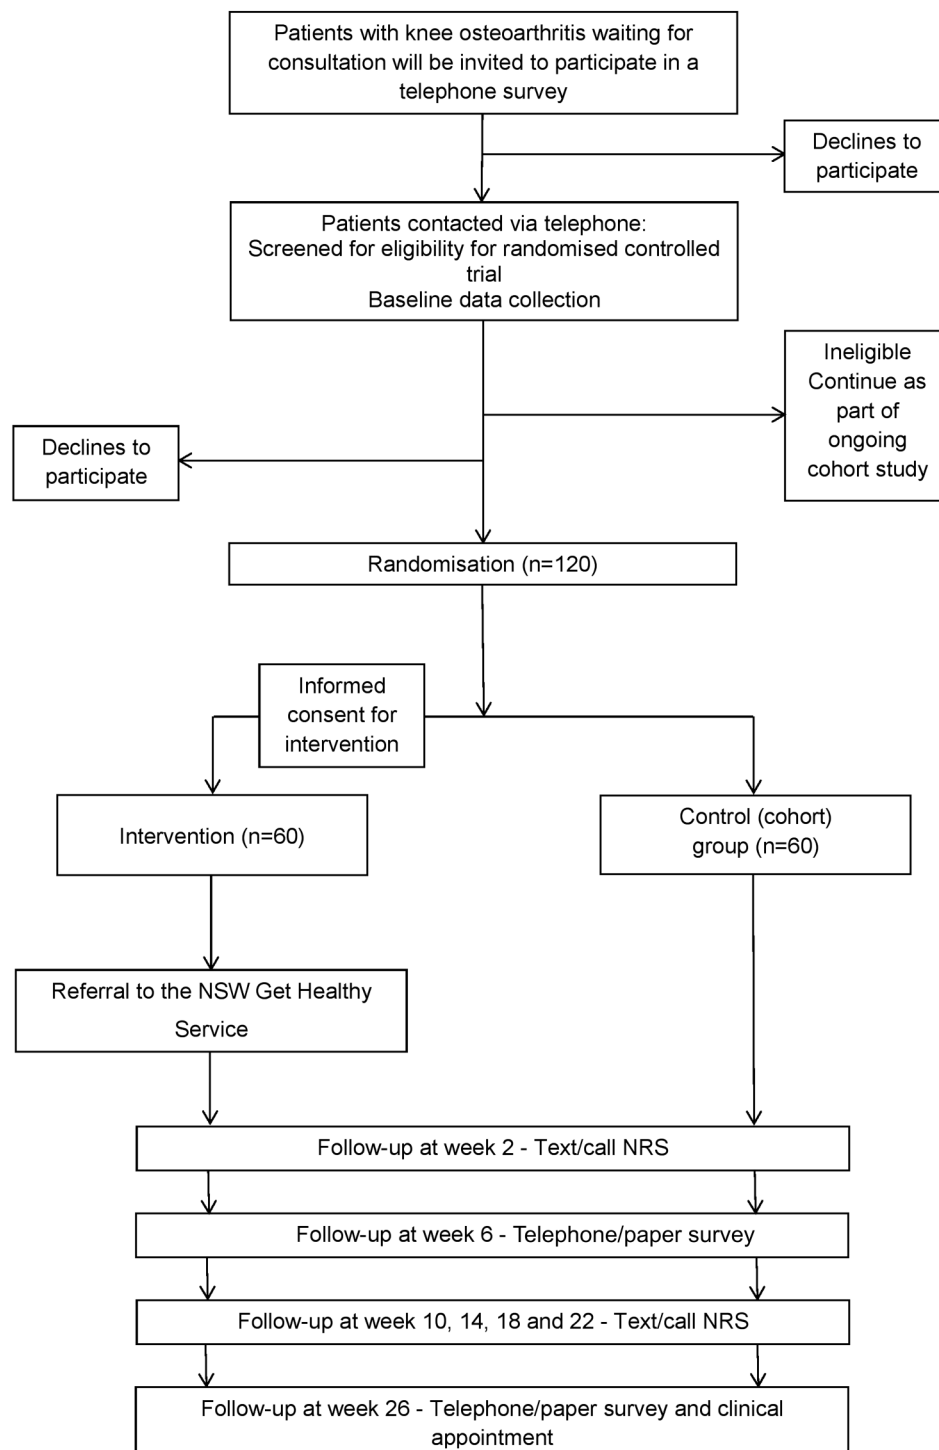 Patients with knee osteoarthritis waiting for
consultation will be invited to participate in a
telephone survey
Declines to
participate
Patients contacted via telephone:
Screened for eligibility for randomised controlled
trial
Baseline data collection
Ineligible
Continue as
part of
ongoing
cohort study
Declines to
participate
Randomisation (n=120)
Informed
consent for
intervention
Intervention (n=60)
Control (cohort)
group (n=60)
Referral to the NSW Get Healthy
Service
Follow-up at week 2 - Text/call NRS
Follow-up at week 6 - Telephone/paper survey
Follow-up at week 10, 14, 18 and 22 - Text/call NRS
Follow-up at week 26 - Telephone/paper survey and clinical
appointment